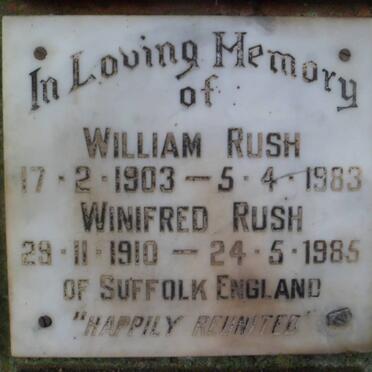 In Loving Memory
of
WILLIAM RUSH
17·2·1903 — 5·4·1983
WINIFRED RUSH
29·11·1910 — 24·5·1985
OF SUFFOLK ENGLAND
"HAPPILY REUNITED"